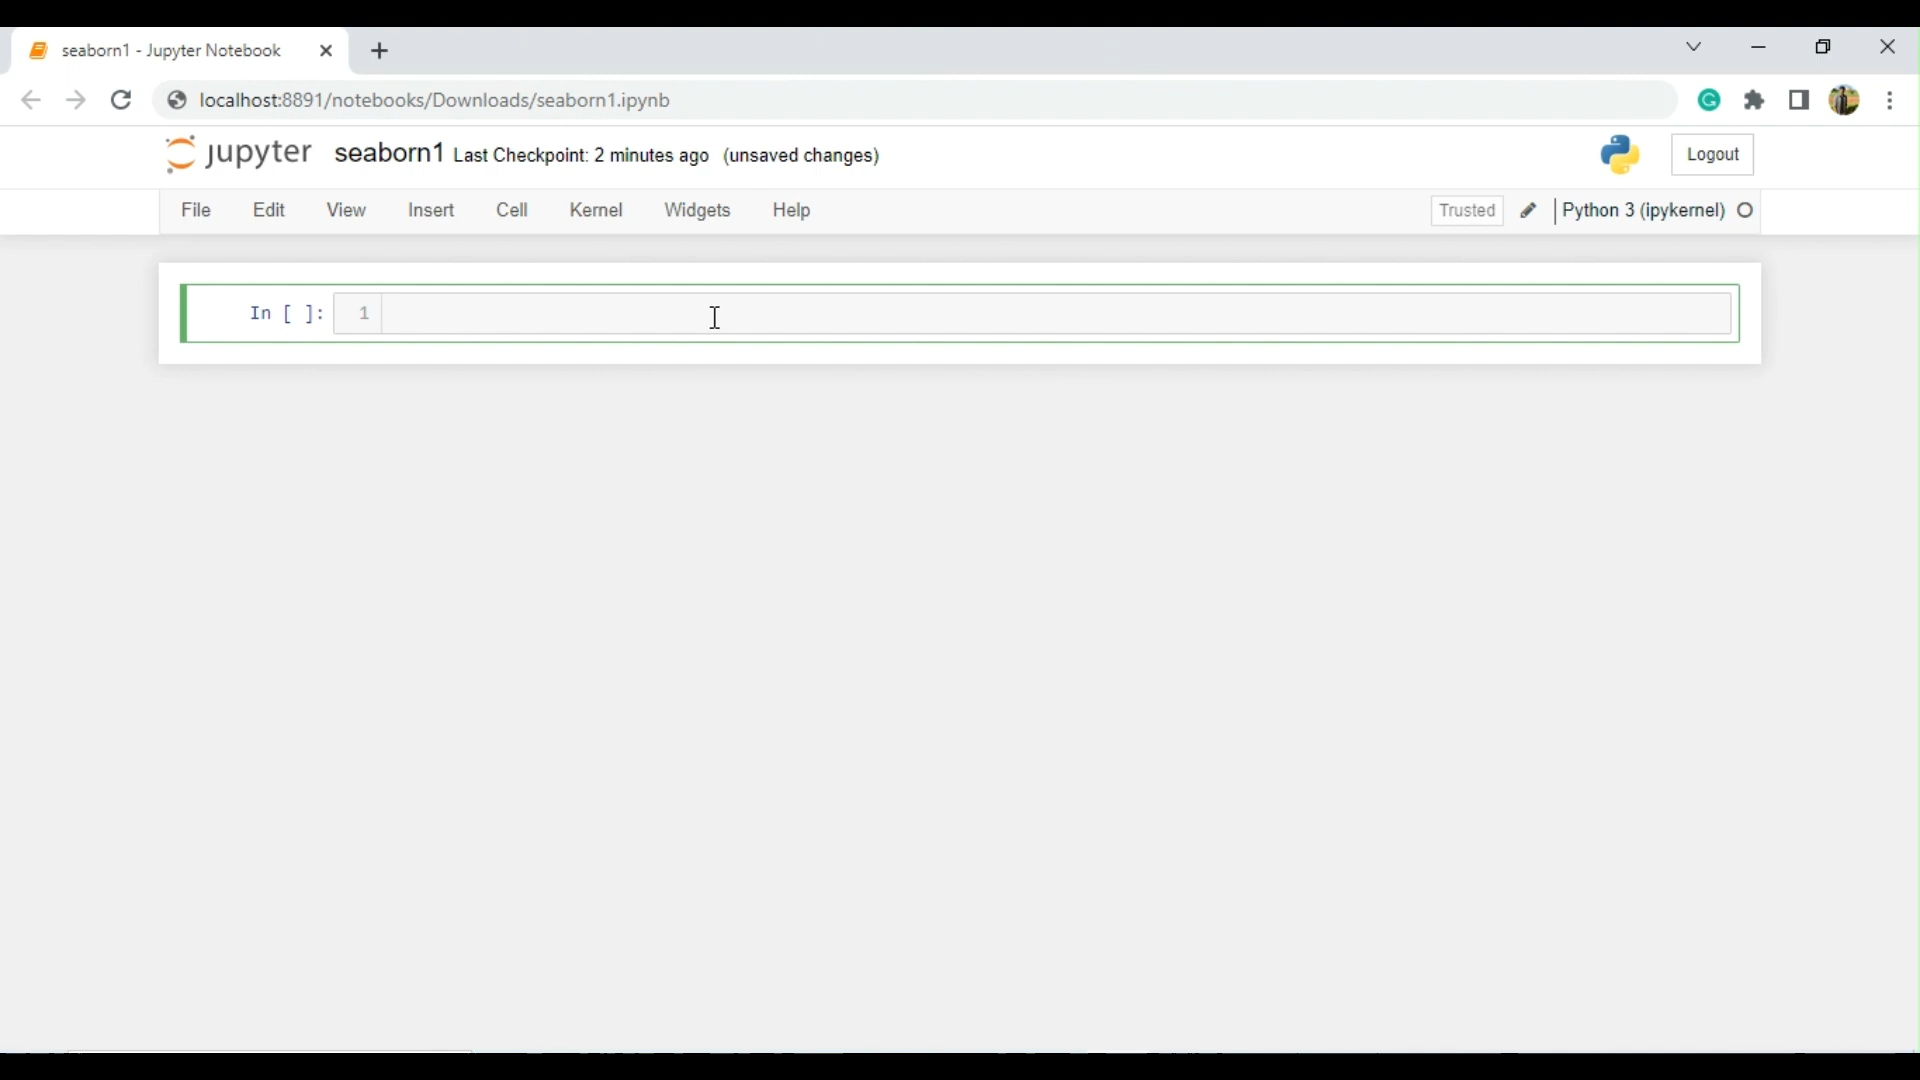 seaborn1 - Jupyter Notebook
localhost:8891/notebooks/Downloads/seaborn1.ipynb
jupyter seaborn1 Last Checkpoint: 2 minutes ago (unsaved changes) Logout
File Edit View Insert Cell Kernel Widgets Help Trusted Python 3 (ipykernel)
In [ ]: 1